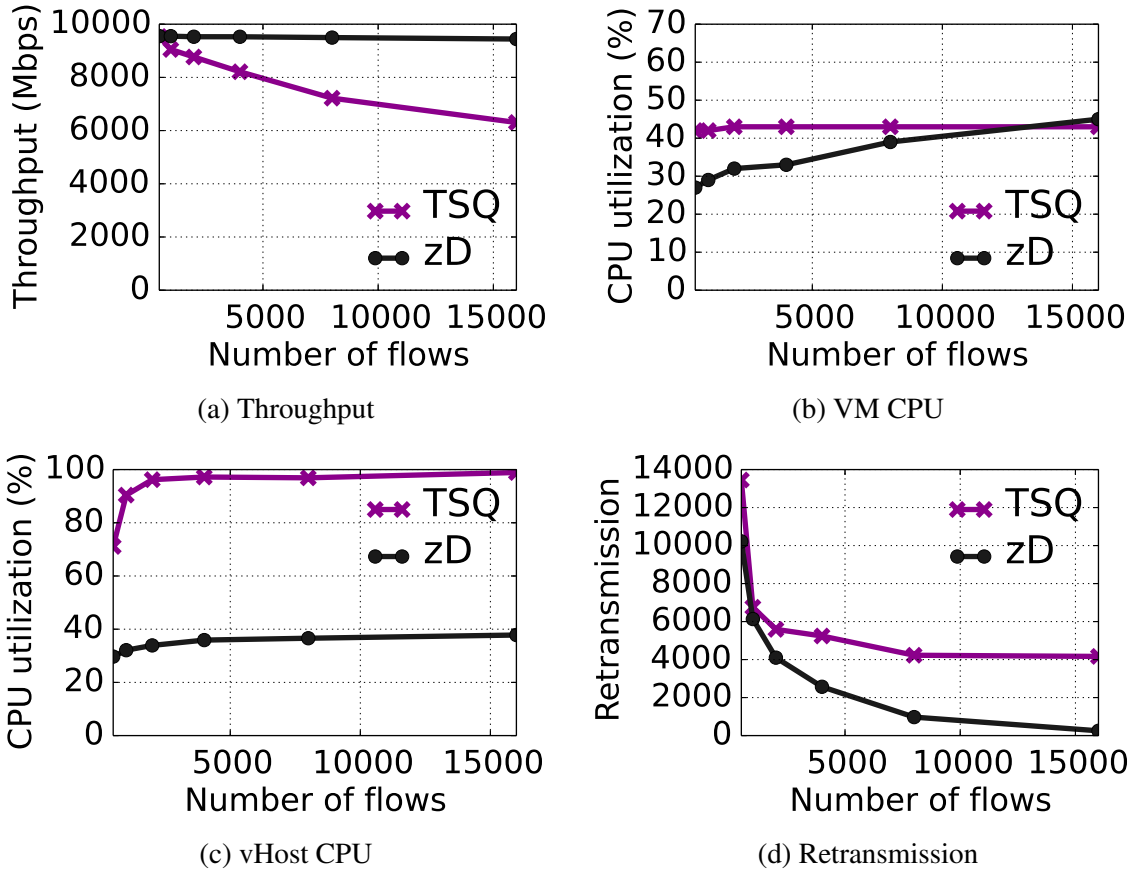 10000
8000
6000
4000
2000
0
Throughput (Mbps)
TSQ
zD
5000 10000 15000
Number of flows
(a) Throughput
70
60
50
40
30
20
10
0
CPU utilization (%)
TSQ
zD
5000 10000 15000
Number of flows
(b) VM CPU
100
80
60
40
20
0
CPU utilization (%)
TSQ
zD
5000 10000 15000
Number of flows
(c) vHost CPU
14000
12000
10000
8000
6000
4000
2000
0
Retransmission
TSQ
zD
5000 10000 15000
Number of flows
(d) Retransmission